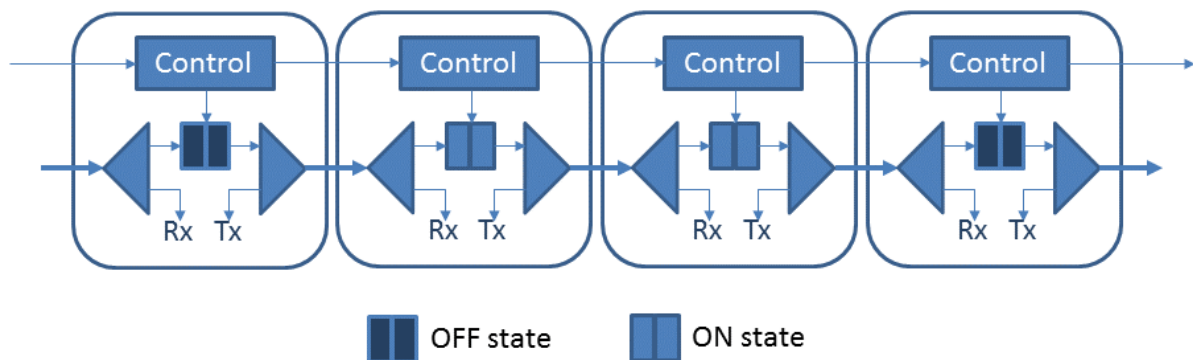 Control Control Control Control
Rx Tx Rx Tx Rx Tx Rx Tx
OFF state ON state